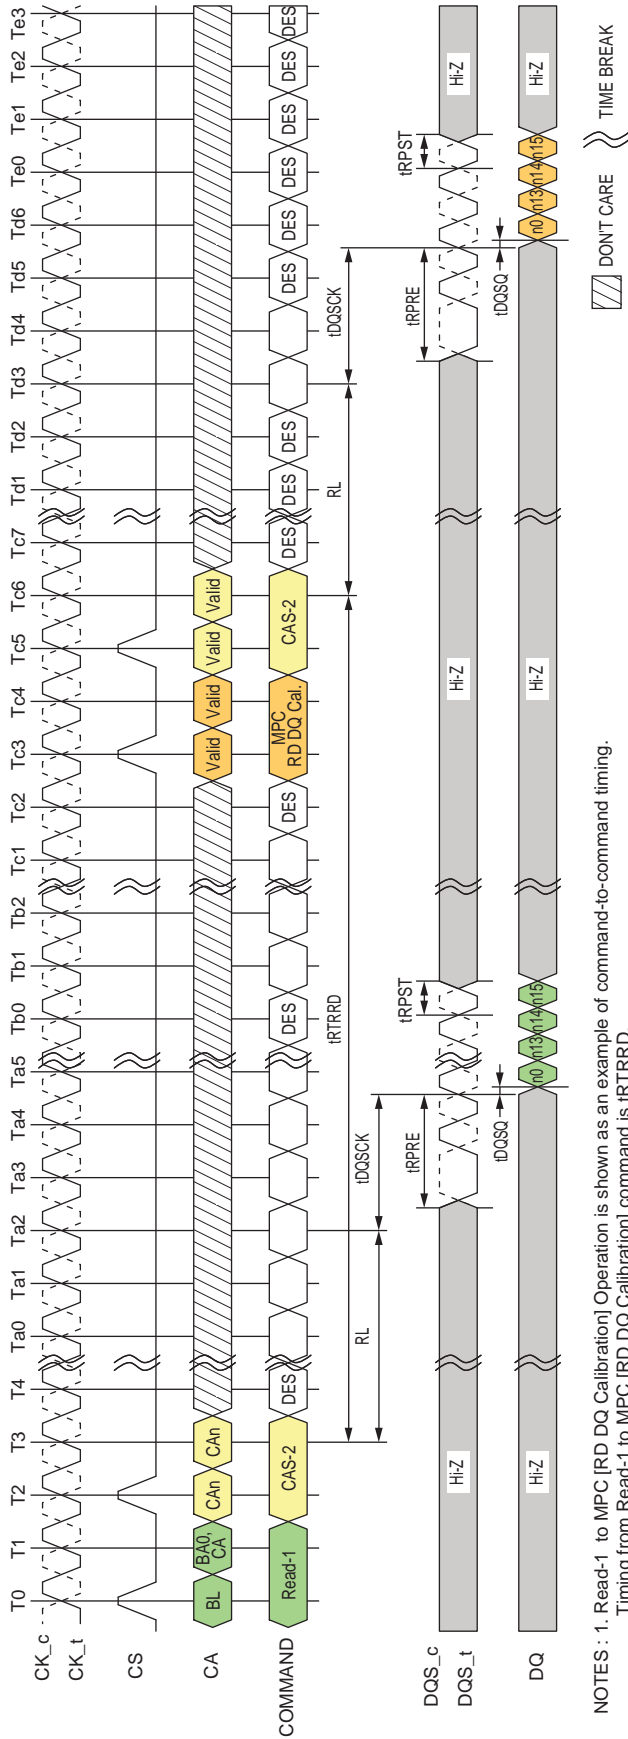 T0 T1 T2 T3 T4 Ta0 Ta1 Ta2 Ta3 Ta4 Ta5 Tb0 Tb1 Tb2 Tc1 Tc2 Tc3 Tc4 Tc5 Tc6 Tc7 Td1 Td2 Td3 Td4 Td5 Td6 Te0 Te1 Te2 Te3
CK_c
CK_t
CS
CA BL BA0, CA CAn CAn Valid Valid Valid Valid
COMMAND Read-1 CAS-2 DES DES DES MPC RD DQ Cal. CAS-2 DES DES DES DES DES DES DES DES DES
tRTRRD
RL tDQSCK RL tDQSCK
tRPRE tRPST tRPRE tRPST
DQS_c
DQS_t
Hi-Z Hi-Z Hi-Z
tDQSQ tDQSQ
DQ Hi-Z n0 n13 n14 n15 Hi-Z n0 n13 n14 n15 Hi-Z
DON'T CARE TIME BREAK
NOTES : 1. Read-1 to MPC [RD DQ Calibration] Operation is shown as an example of command-to-command timing.
Timing from Read-1 to MPC [RD DQ Calibration] command is tRTRRD